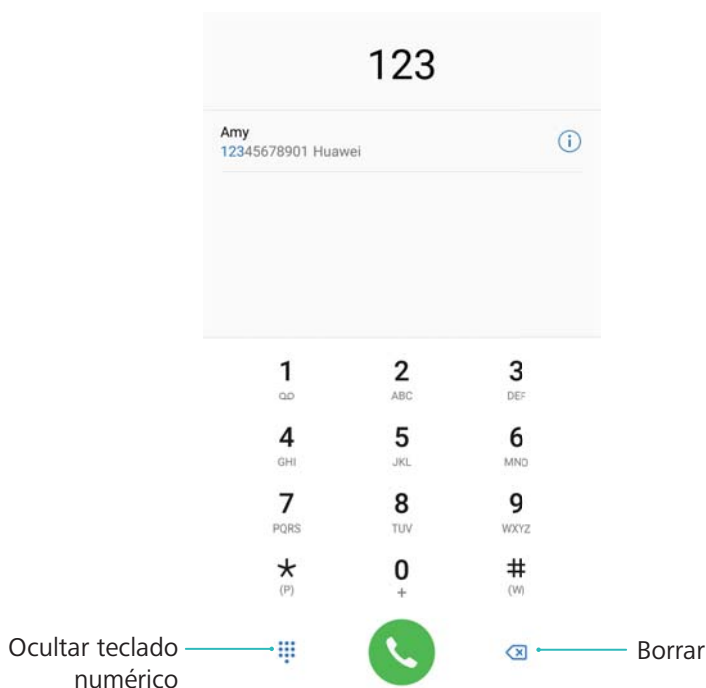 123
Amy
12345678901 Huawei
1 2 3
ABC DEF
4 5 6
GHI JKL MNO
7 8 9
PQRS TUV WXYZ
* 0 #
(P) + (W)
Ocultar teclado
numérico
Borrar